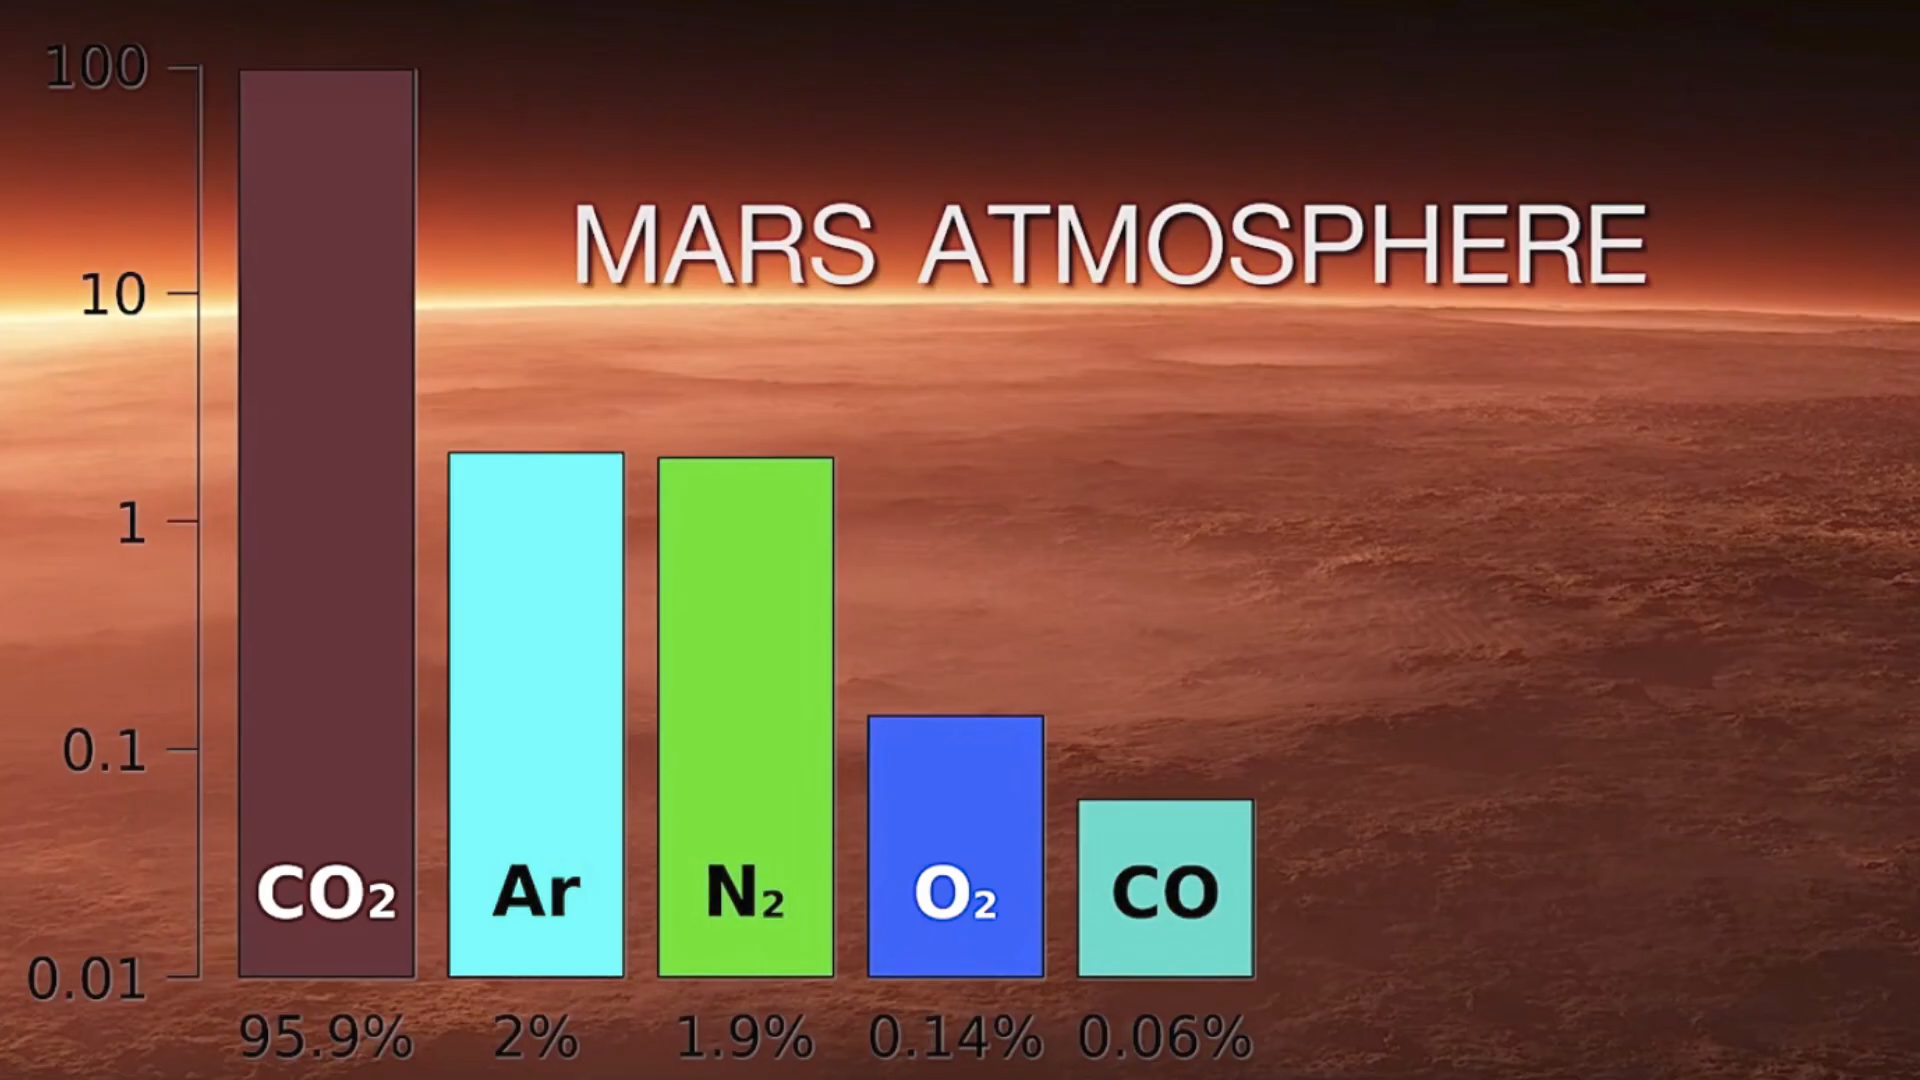 MARS ATMOSPHERE
100
10
1
0.1
0.01
CO₂ Ar N₂ O₂ CO
95.9% 2% 1.9% 0.14% 0.06%